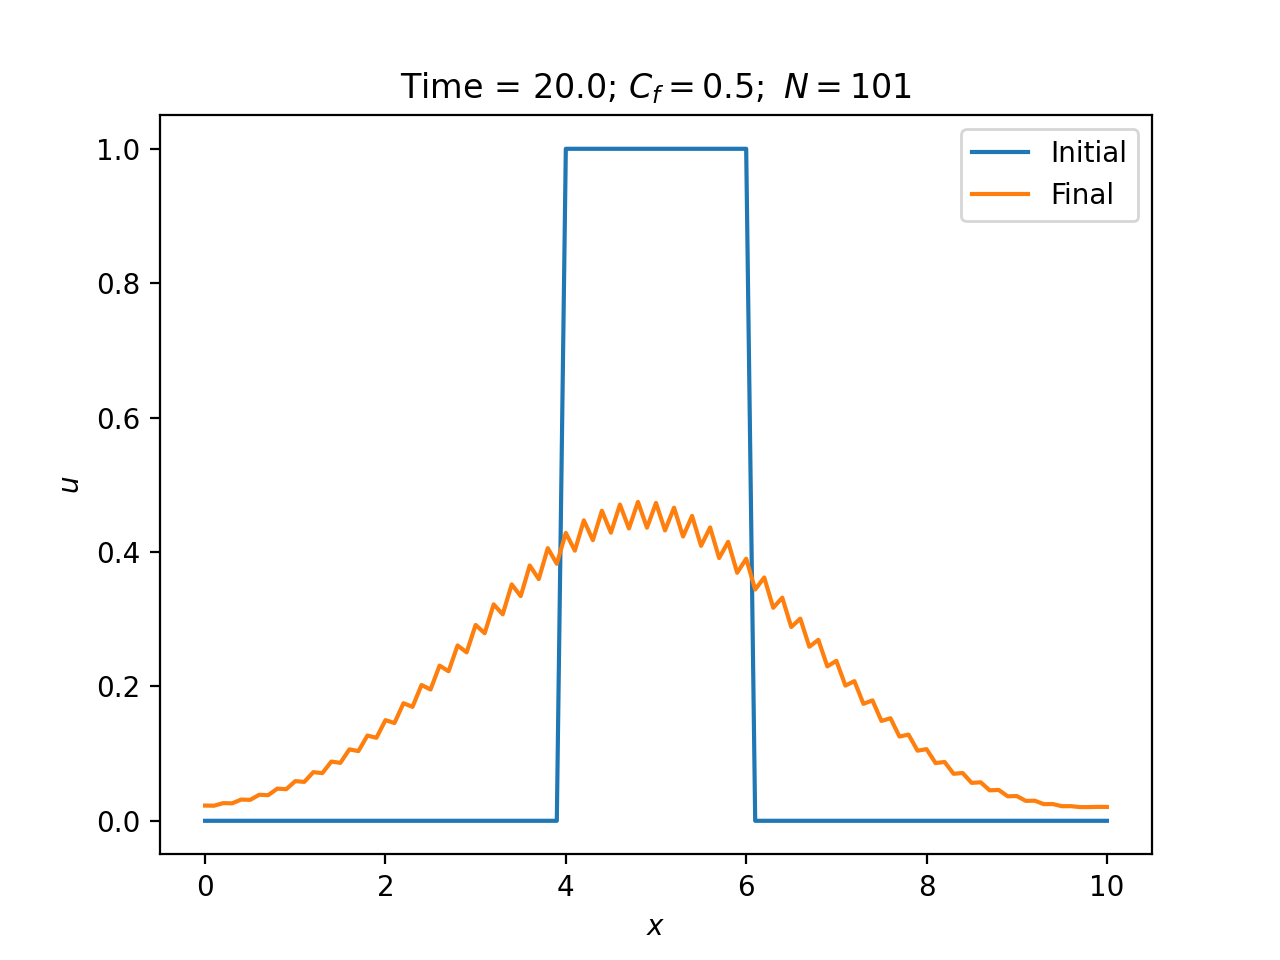 Time = 20.0; C_f = 0.5; N = 101
Initial
Final
1.0
0.8
0.6
0.4
0.2
0.0
u
0 2 4 6 8 10
x